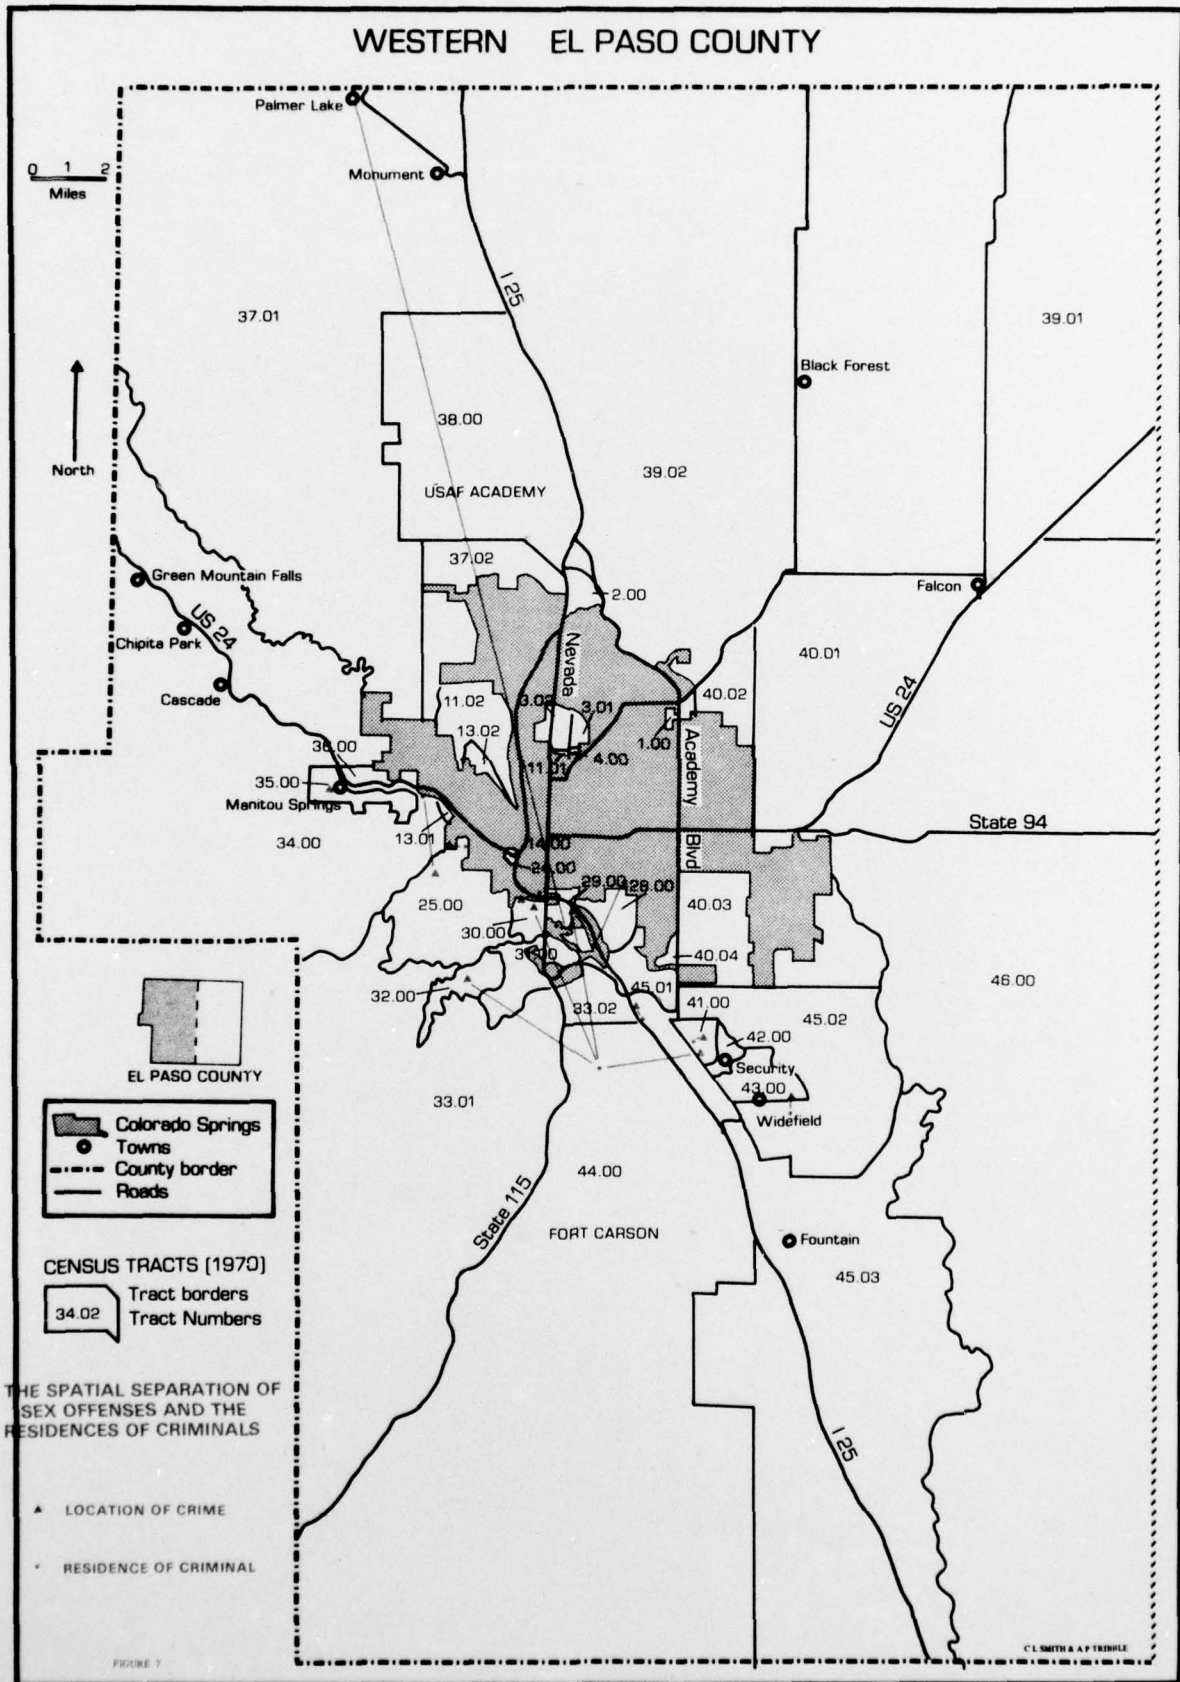 WESTERN EL PASO COUNTY
Palmer Lake
0 1 2
Miles
Monument
I 25
37.01
39.01
Black Forest
38.00
North
39.02
USAF ACADEMY
37.02
Green Mountain Falls
2.00
Falcon
US 24
Chipita Park
Nevada
40.01
Cascade
11.02
3.02
3.01
40.02
US 24
13.02
1.00
Academy
36.00
11.01
4.00
35.00
Manitou Springs
State 94
34.00
13.01
14.00
Blvd
24.00
29.00
28.00
25.00
40.03
30.00
31.00
40.04
46.00
32.00
45.01
41.00
33.02
45.02
42.00
Security
EL PASO COUNTY
43.00
33.01
Widefield
Colorado Springs
Towns
County border
Roads
44.00
State 115
FORT CARSON
Fountain
CENSUS TRACTS (1970)
45.03
Tract borders
34.02
Tract Numbers
THE SPATIAL SEPARATION OF
SEX OFFENSES AND THE
RESIDENCES OF CRIMINALS
I 25
LOCATION OF CRIME
RESIDENCE OF CRIMINAL
C L SMITH & A P TRIBBLE
FIGURE 7